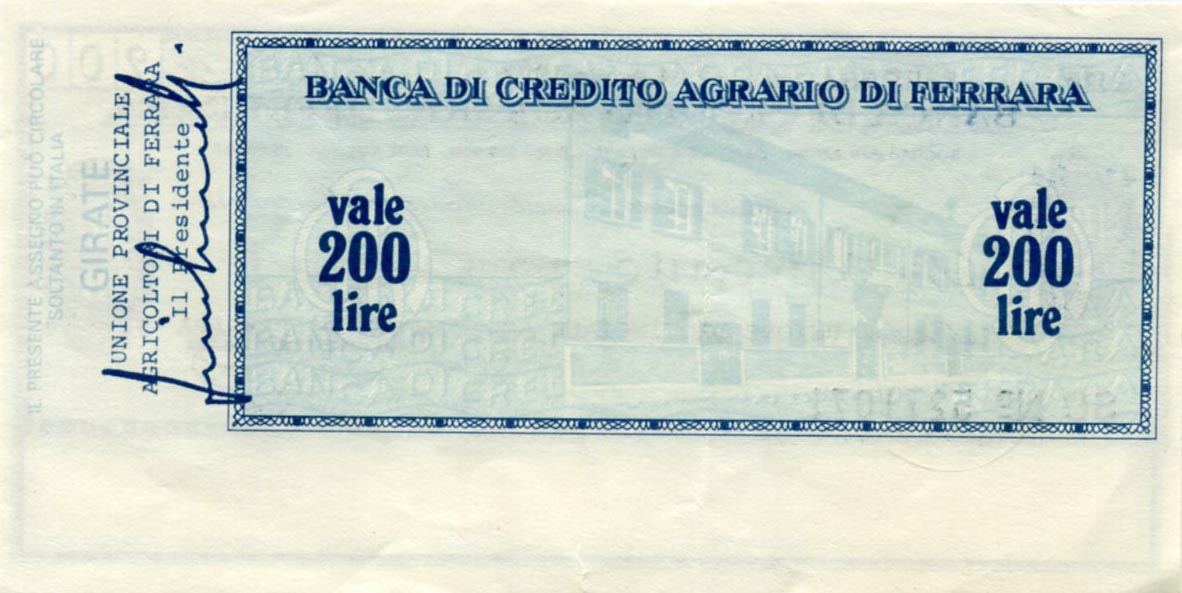 IL PRESENTE ASSEGNO PUÒ CIRCOLARE
SOLTANTO IN ITALIA
GIRATE
UNIONE PROVINCIALE
AGRICOLTORI DI FERRARA
Il Presidente
BANCA DI CREDITO AGRARIO DI FERRARA
vale
200
lire
vale
200
lire